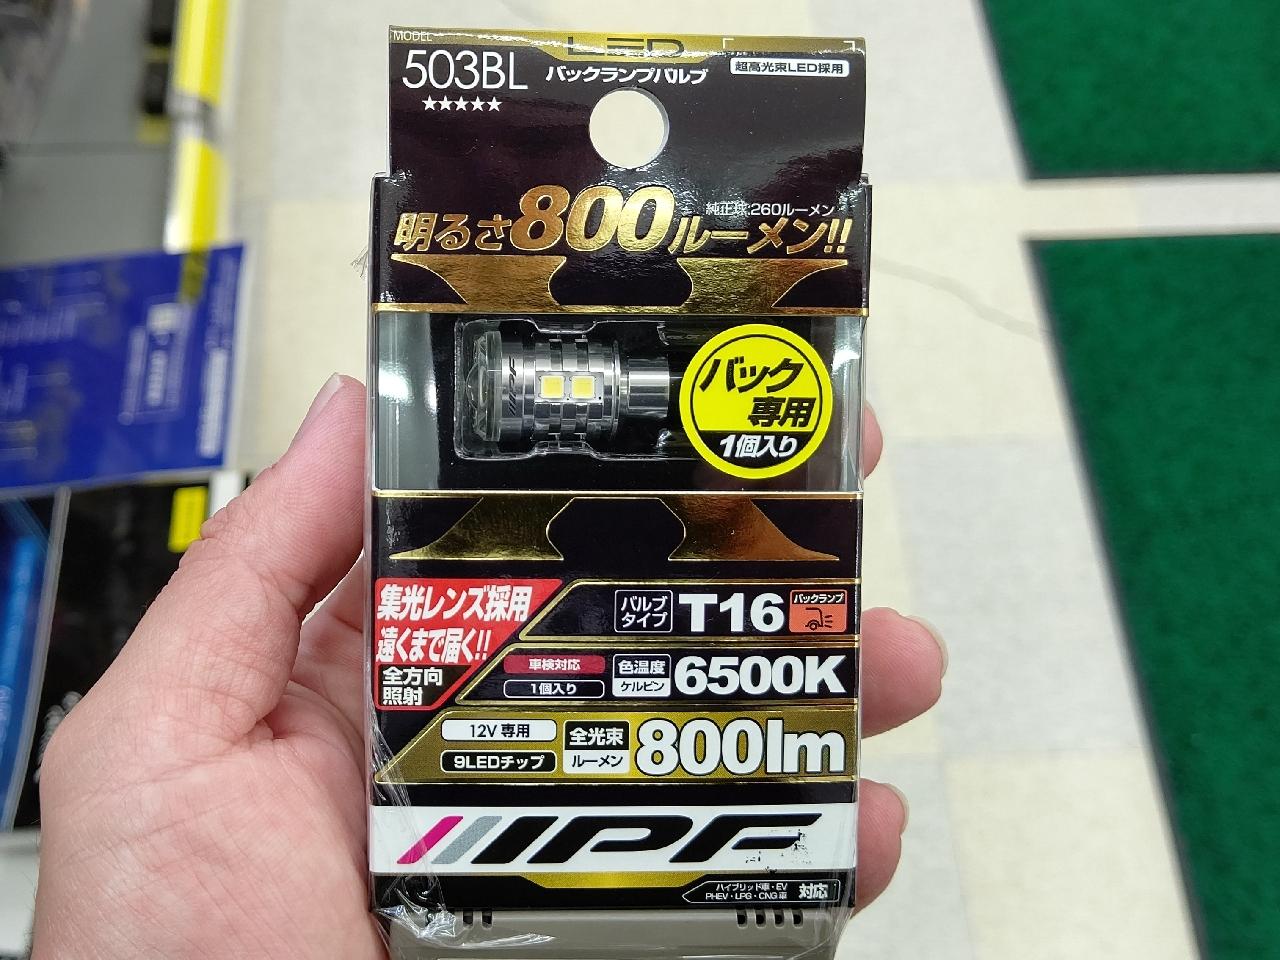 MODEL
503BL
★★★★★
LED
バックランプバルブ
超高光束LED採用
純正球:260ルーメン
明るさ800ルーメン!!
IPF
バック
専用
1個入り
集光レンズ採用
遠くまで届く!!
全方向
照射
バルブ
タイプ
T16
バックランプ
車検対応
1個入り
色温度
ケルビン
6500K
12V専用
9LEDチップ
全光束
ルーメン
800lm
IPF
ハイブリッド車・EV
PHEV・LPG・CNG車
対応